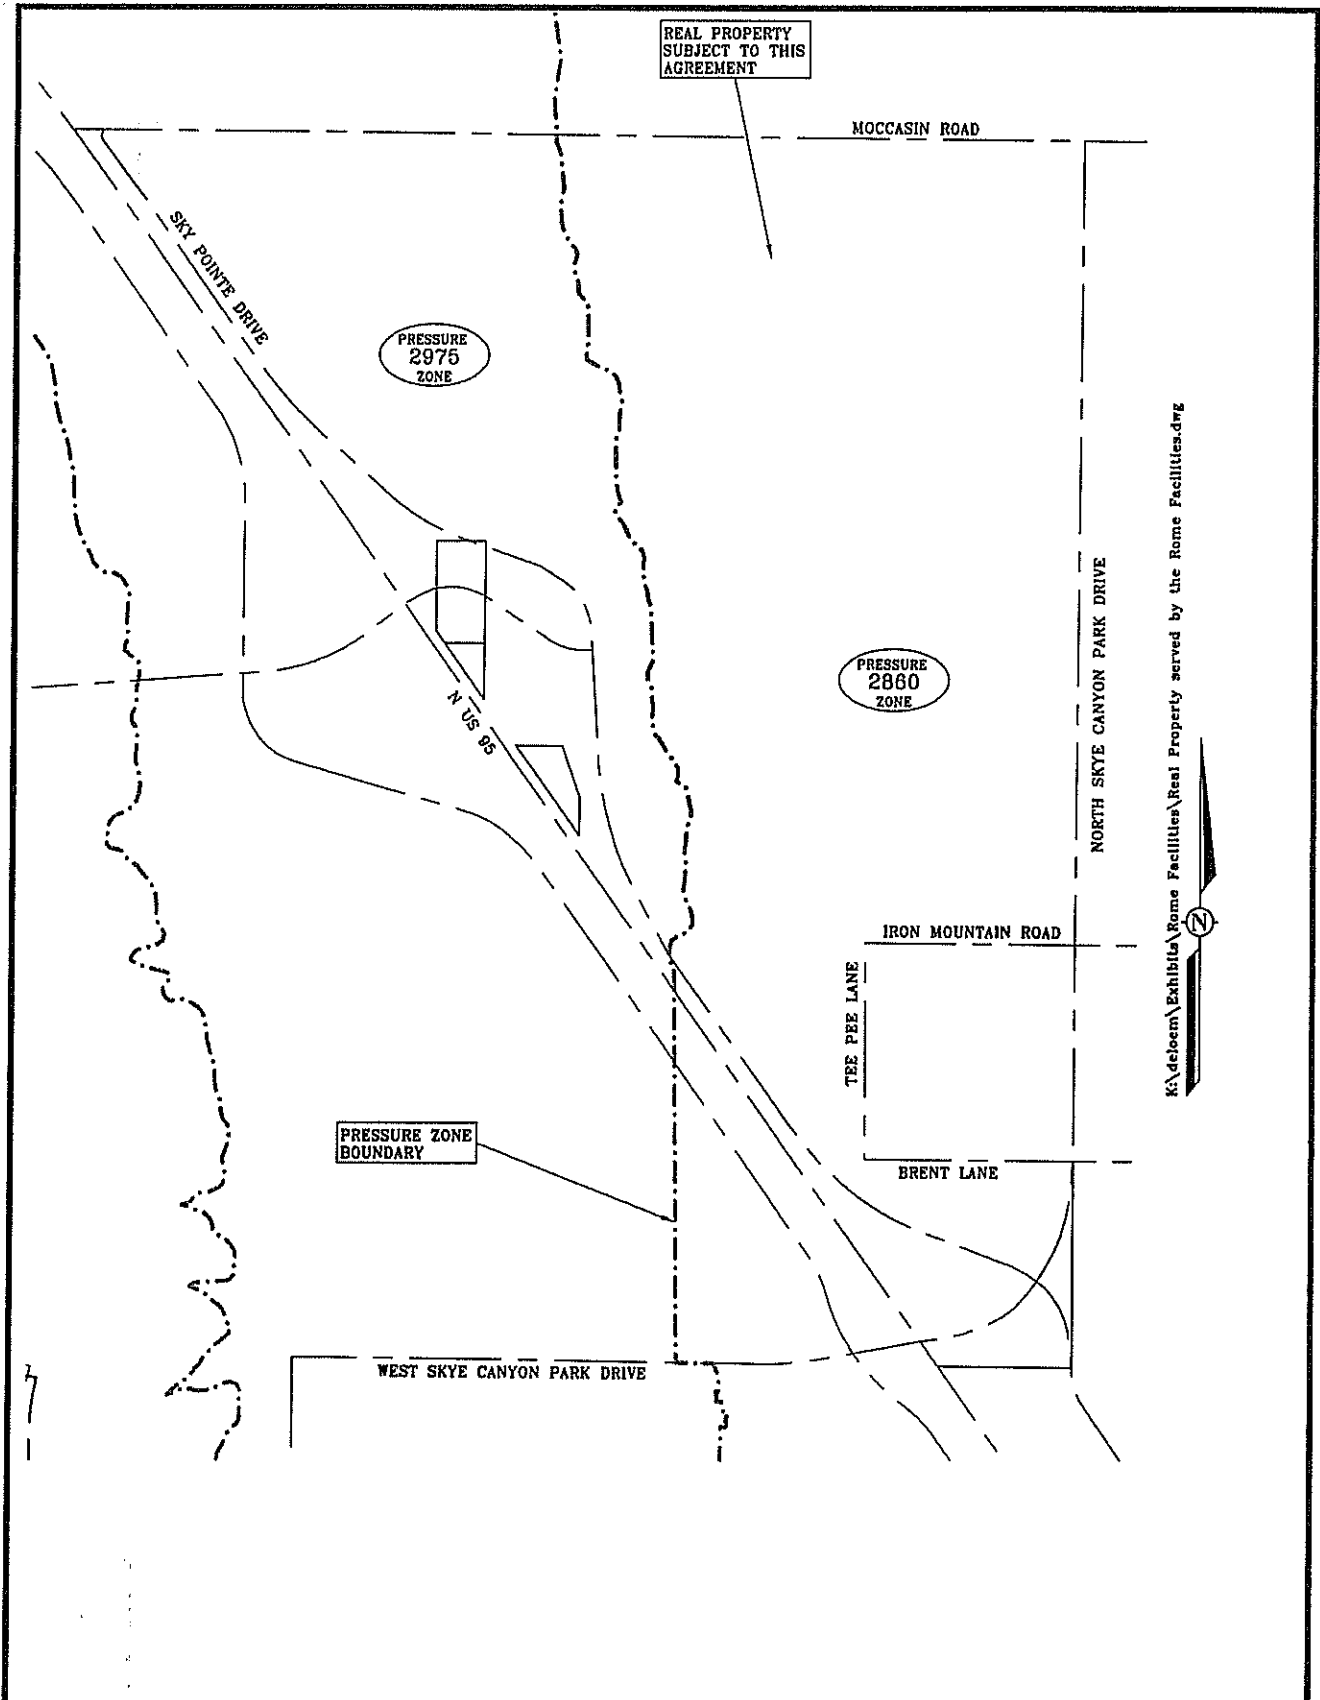 REAL PROPERTY
SUBJECT TO THIS
AGREEMENT
MOCCASIN ROAD
SKY POINTE DRIVE
PRESSURE
2975
ZONE
PRESSURE
2860
ZONE
NORTH SKYE CANYON PARK DRIVE
N US 95
K:\deloem\Exhibits\Rome Facilities\Real Property served by the Rome Facilities.dwg
N
IRON MOUNTAIN ROAD
TEE PEE LANE
PRESSURE ZONE
BOUNDARY
BRENT LANE
WEST SKYE CANYON PARK DRIVE